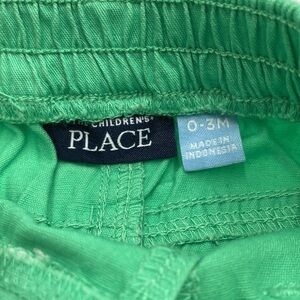 THE CHILDREN'S
PLACE
0-3M
MADE IN
INDONESIA